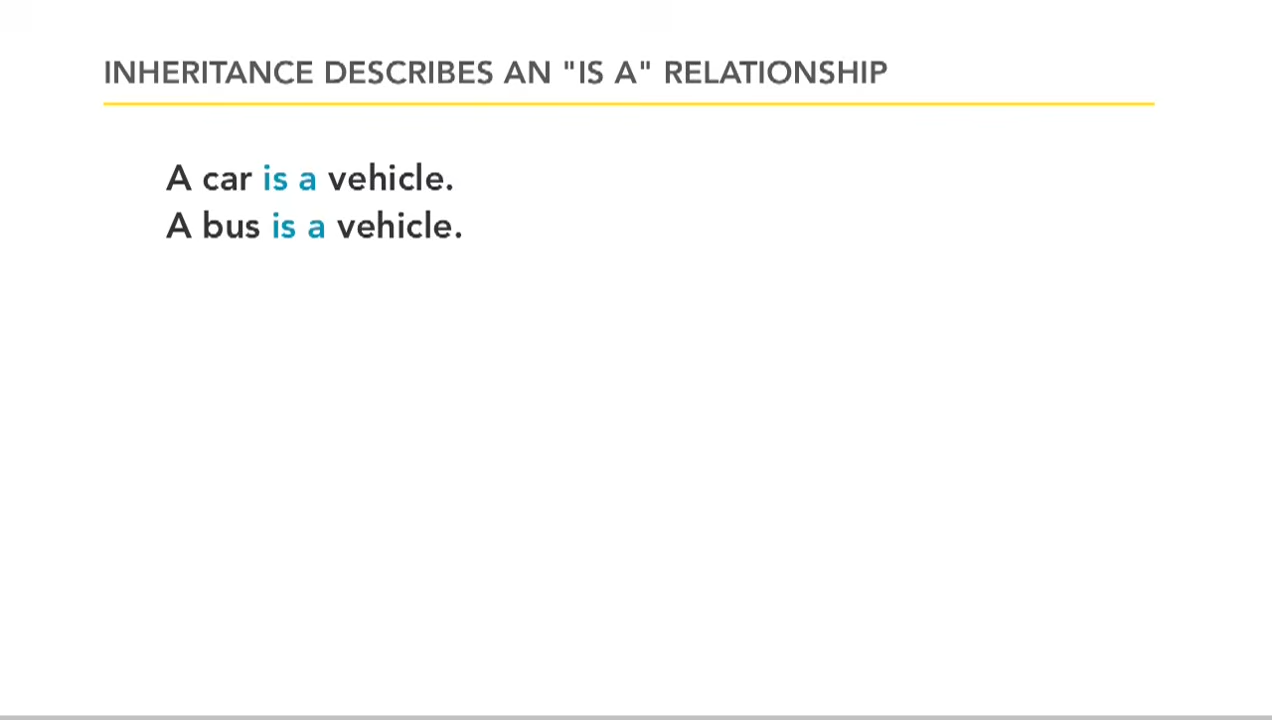 INHERITANCE DESCRIBES AN "IS A" RELATIONSHIP
A car is a vehicle.
A bus is a vehicle.